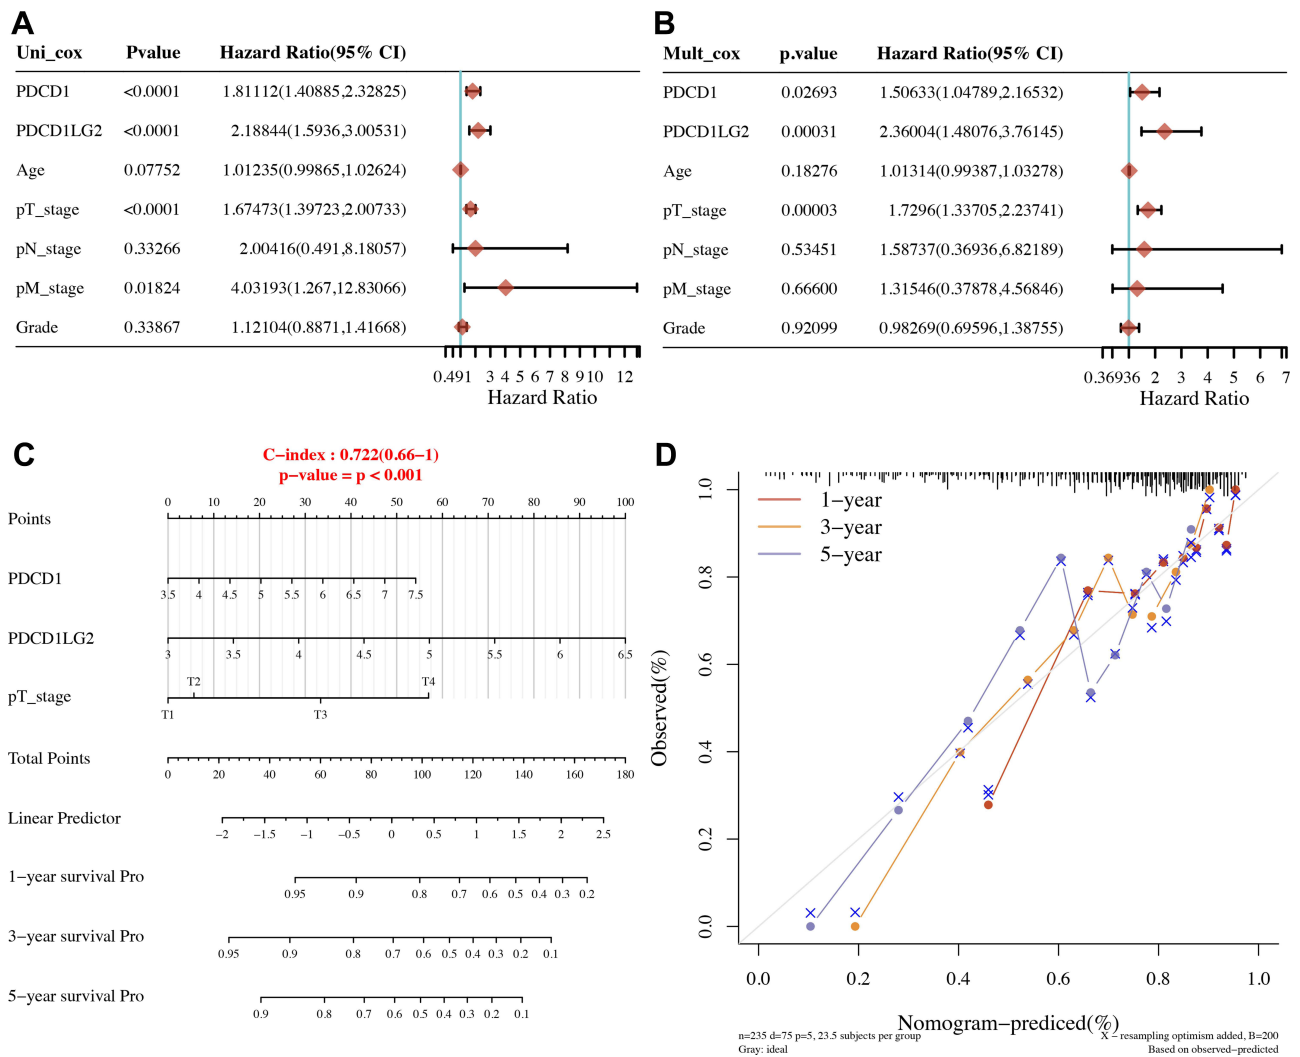 A
Uni_cox Pvalue Hazard Ratio(95% CI)
PDCD1 <0.0001 1.81112(1.40885,2.32825)
PDCD1LG2 <0.0001 2.18844(1.5936,3.00531)
Age 0.07752 1.01235(0.99865,1.02624)
pT_stage <0.0001 1.67473(1.39723,2.00733)
pN_stage 0.33266 2.00416(0.491,8.18057)
pM_stage 0.01824 4.03193(1.267,12.83066)
Grade 0.33867 1.12104(0.8871,1.41668)
0.491 3 4 5 6 7 8 9 10 12
Hazard Ratio
B
Mult_cox p.value Hazard Ratio(95% CI)
PDCD1 0.02693 1.50633(1.04789,2.16532)
PDCD1LG2 0.00031 2.36004(1.48076,3.76145)
Age 0.18276 1.01314(0.99387,1.03278)
pT_stage 0.00003 1.7296(1.33705,2.23741)
pN_stage 0.53451 1.58737(0.36936,6.82189)
pM_stage 0.66600 1.31546(0.37878,4.56846)
Grade 0.92099 0.98269(0.69596,1.38755)
0.36936 2 3 4 5 6 7
Hazard Ratio
C
C−index : 0.722(0.66−1)
p−value = p < 0.001
0 10 20 30 40 50 60 70 80 90 100
Points
PDCD1
3.5 4 4.5 5 5.5 6 6.5 7 7.5
PDCD1LG2
3 3.5 4 4.5 5 5.5 6 6.5
T2 T4
pT_stage
T1 T3
Total Points
0 20 40 60 80 100 120 140 160 180
Linear Predictor
−2 −1.5 −1 −0.5 0 0.5 1 1.5 2 2.5
1−year survival Pro
0.95 0.9 0.8 0.7 0.6 0.5 0.4 0.3 0.2
3−year survival Pro
0.95 0.9 0.8 0.7 0.6 0.5 0.4 0.3 0.2 0.1
5−year survival Pro
0.9 0.8 0.7 0.6 0.5 0.4 0.3 0.2 0.1
D
1−year
3−year
5−year
Observed(%)
1.0
0.8
0.6
0.4
0.2
0.0
0.0 0.2 0.4 0.6 0.8 1.0
Nomogram−prediced(%)
n=235 d=75 p=5, 23.5 subjects per group
Gray: ideal
X − resampling optimism added, B=200
Based on observed−predicted